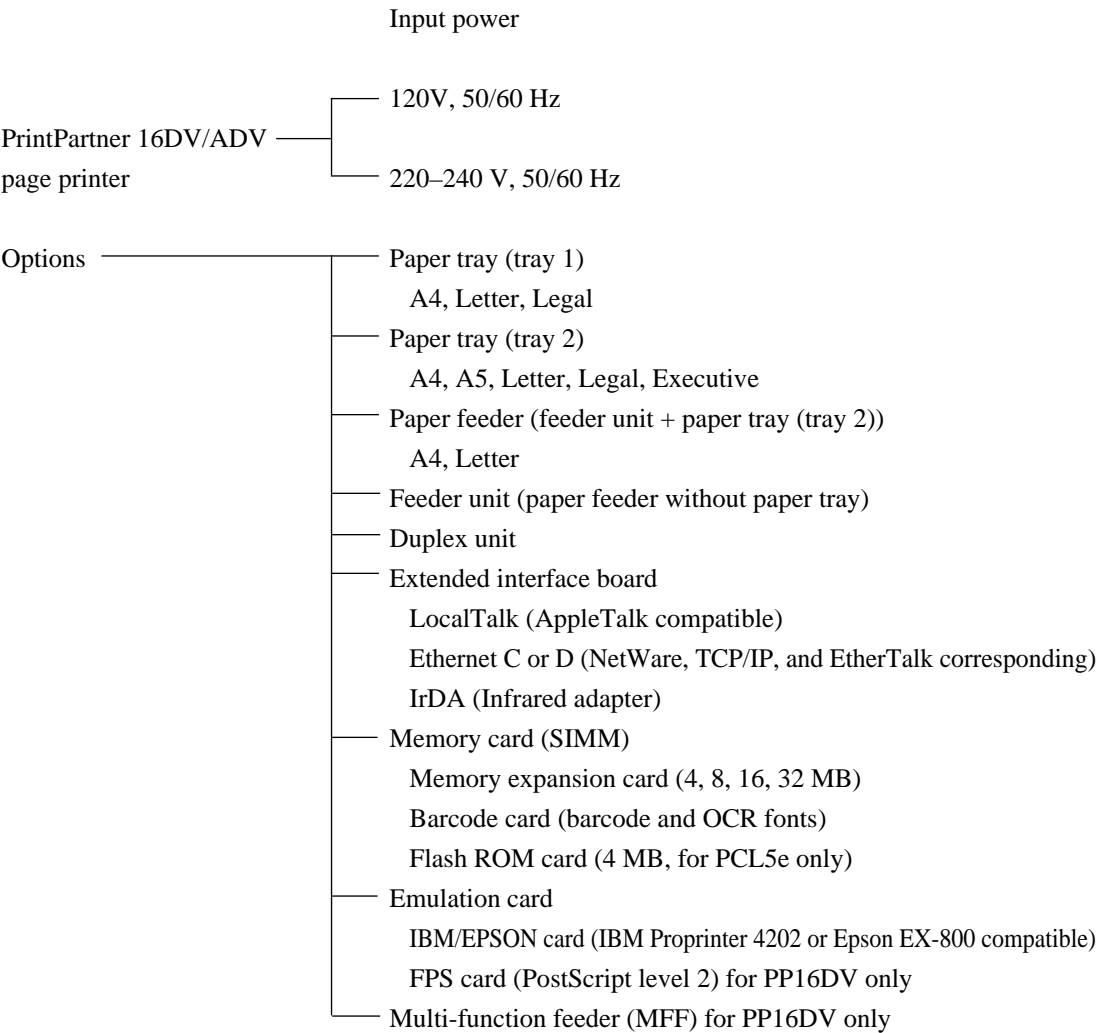 Input power
120V, 50/60 Hz
PrintPartner 16DV/ADV
page printer
220–240 V, 50/60 Hz
Options
Paper tray (tray 1)
A4, Letter, Legal
Paper tray (tray 2)
A4, A5, Letter, Legal, Executive
Paper feeder (feeder unit + paper tray (tray 2))
A4, Letter
Feeder unit (paper feeder without paper tray)
Duplex unit
Extended interface board
LocalTalk (AppleTalk compatible)
Ethernet C or D (NetWare, TCP/IP, and EtherTalk corresponding)
IrDA (Infrared adapter)
Memory card (SIMM)
Memory expansion card (4, 8, 16, 32 MB)
Barcode card (barcode and OCR fonts)
Flash ROM card (4 MB, for PCL5e only)
Emulation card
IBM/EPSON card (IBM Proprinter 4202 or Epson EX-800 compatible)
FPS card (PostScript level 2) for PP16DV only
Multi-function feeder (MFF) for PP16DV only